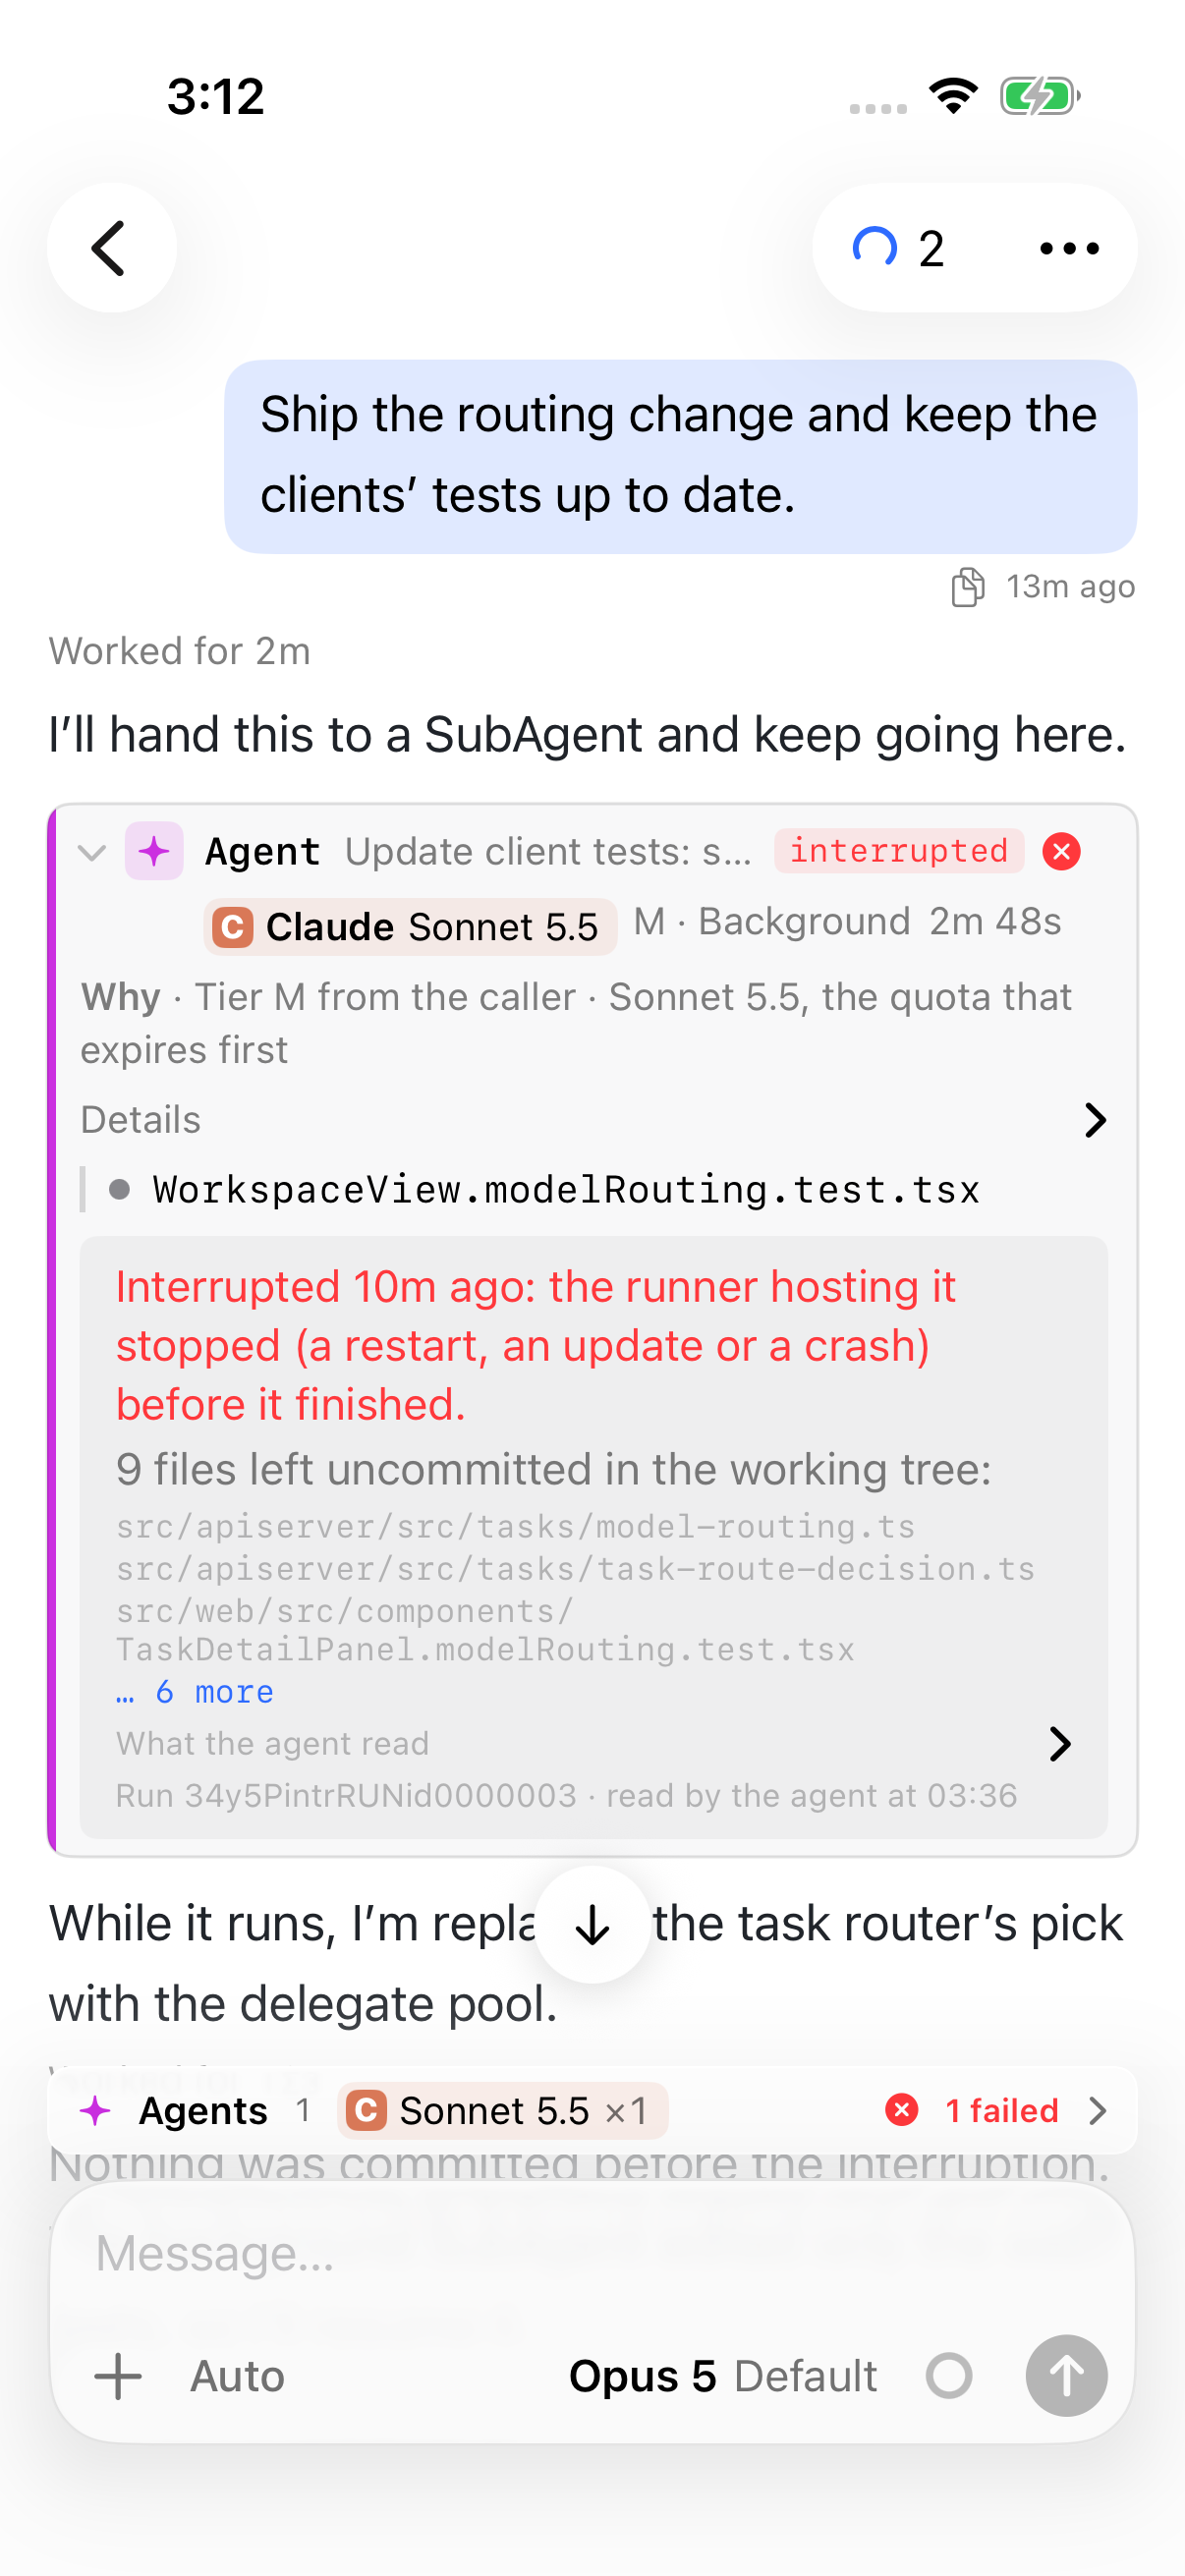 3:12
2
Ship the routing change and keep the
clients’ tests up to date.
13m ago
Worked for 2m
I’ll hand this to a SubAgent and keep going here.
Agent Update client tests: s... interrupted
C Claude Sonnet 5.5 M · Background 2m 48s
Why · Tier M from the caller · Sonnet 5.5, the quota that
expires first
Details
WorkspaceView.modelRouting.test.tsx
Interrupted 10m ago: the runner hosting it
stopped (a restart, an update or a crash)
before it finished.
9 files left uncommitted in the working tree:
src/apiserver/src/tasks/model-routing.ts
src/apiserver/src/tasks/task-route-decision.ts
src/web/src/components/
TaskDetailPanel.modelRouting.test.tsx
… 6 more
What the agent read
Run 34y5PintrRUNid0000003 · read by the agent at 03:36
While it runs, I’m the task router’s pick
with the delegate pool.
Agents 1 C Sonnet 5.5 ×1 1 failed
Nothing was committed before the interruption.
Message...
Auto Opus 5 Default